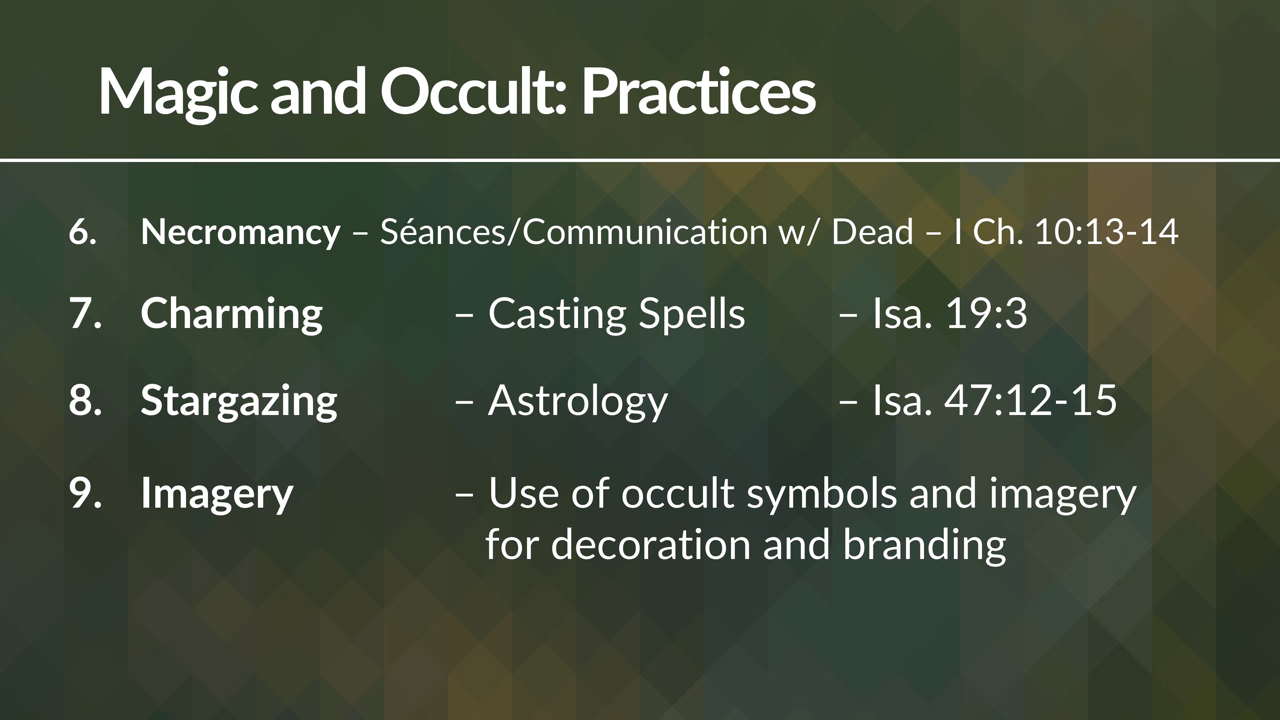 Magic and Occult: Practices
6. Necromancy – Séances/Communication w/ Dead – I Ch. 10:13-14
7. Charming – Casting Spells – Isa. 19:3
8. Stargazing – Astrology – Isa. 47:12-15
9. Imagery – Use of occult symbols and imagery
for decoration and branding